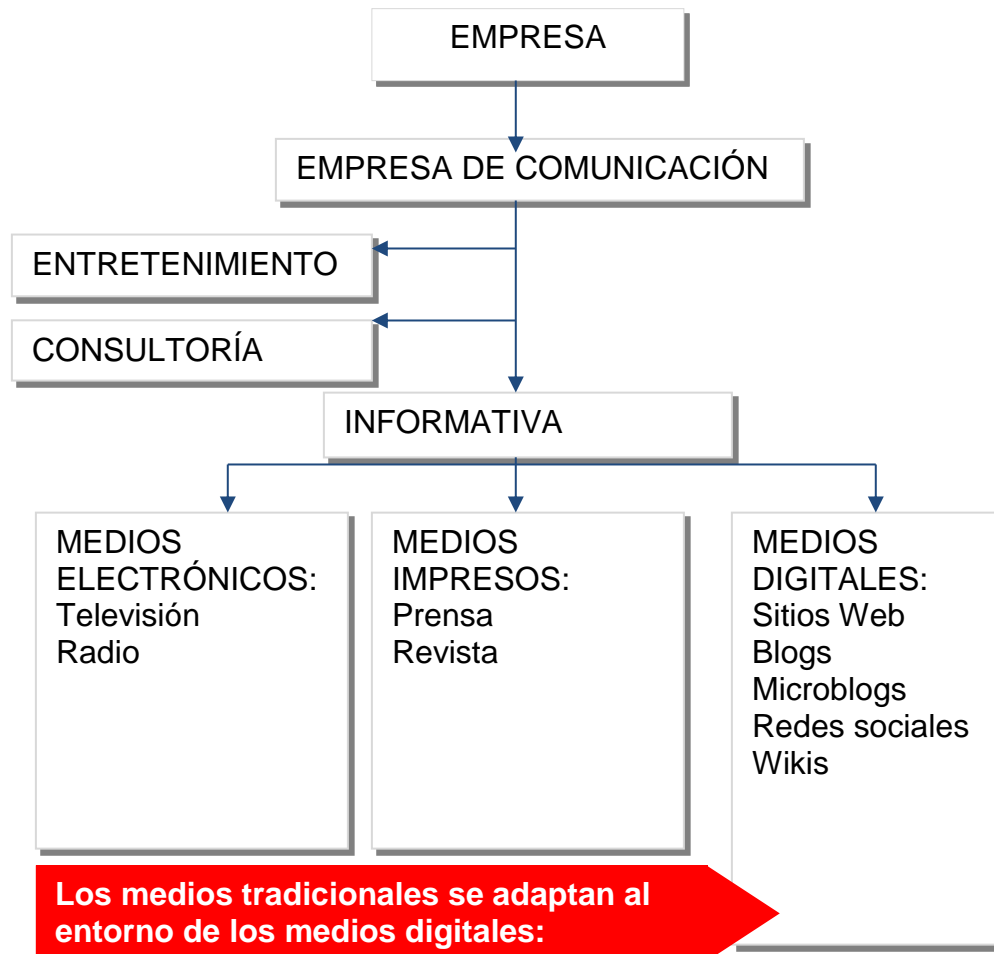 EMPRESA
EMPRESA DE COMUNICACIÓN
ENTRETENIMIENTO
CONSULTORÍA
INFORMATIVA
MEDIOS
ELECTRÓNICOS:
Televisión
Radio
MEDIOS
IMPRESOS:
Prensa
Revista
MEDIOS
DIGITALES:
Sitios Web
Blogs
Microblogs
Redes sociales
Wikis
Los medios tradicionales se adaptan al
entorno de los medios digitales: